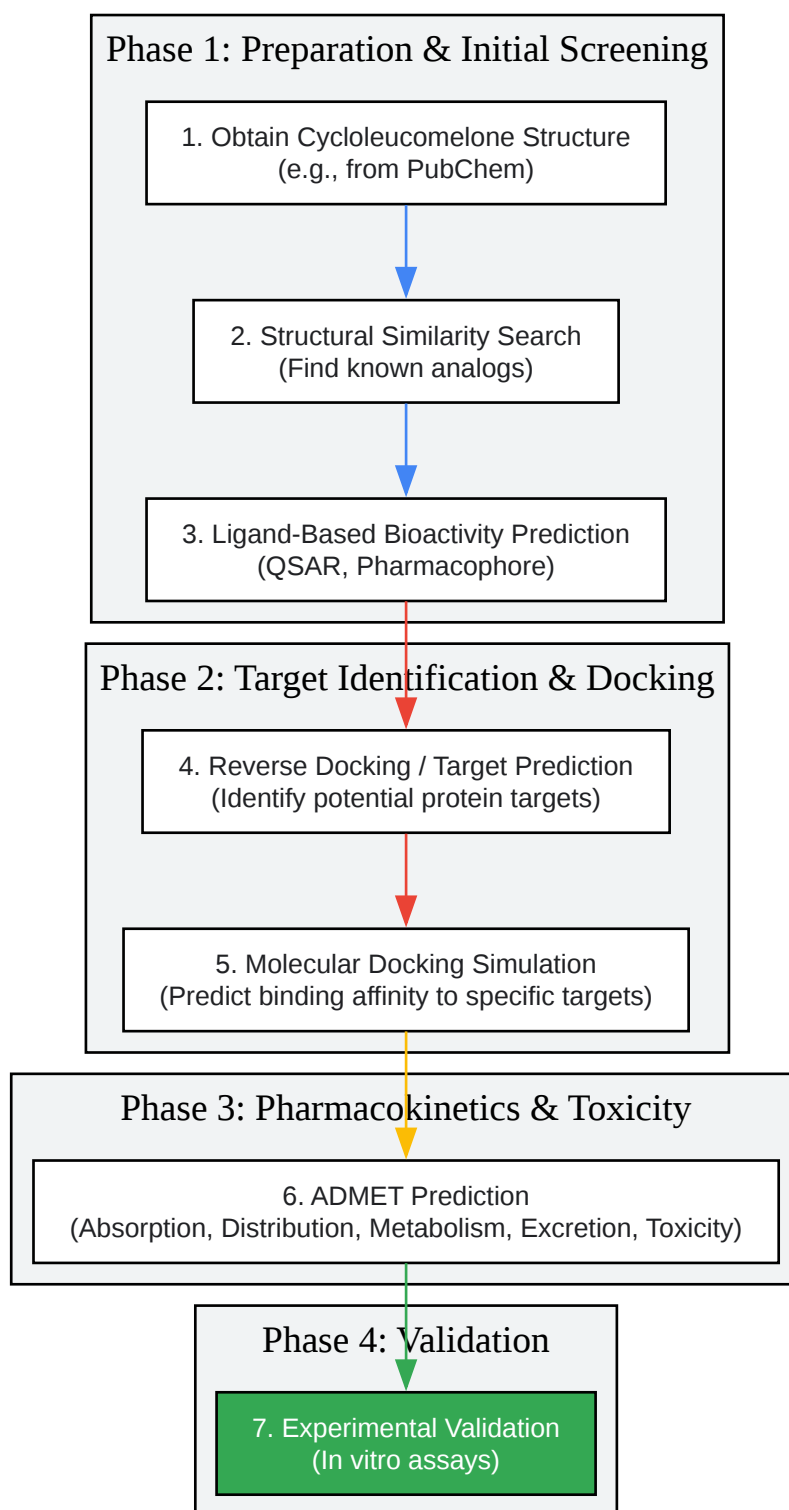 Phase 1: Preparation & Initial Screening
1. Obtain Cycloleucomelone Structure
(e.g., from PubChem)
2. Structural Similarity Search
(Find known analogs)
3. Ligand-Based Bioactivity Prediction
(QSAR, Pharmacophore)
Phase 2: Target Identification & Docking
4. Reverse Docking / Target Prediction
(Identify potential protein targets)
5. Molecular Docking Simulation
(Predict binding affinity to specific targets)
Phase 3: Pharmacokinetics & Toxicity
6. ADMET Prediction
(Absorption, Distribution, Metabolism, Excretion, Toxicity)
Phase 4: Validation
7. Experimental Validation
(In vitro assays)